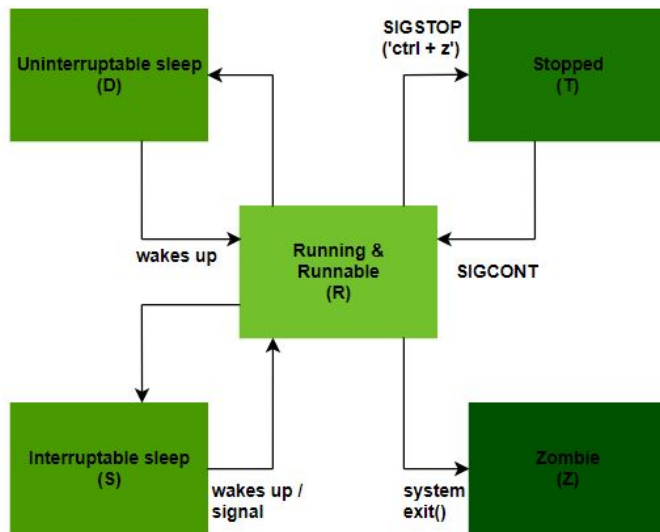 SIGSTOP
('ctrl + z')
Uninterruptable sleep
(D)
Stopped
(T)
wakes up
Running &
Runnable
(R)
SIGCONT
Interruptable sleep
(S)
wakes up /
signal
system
exit()
Zombie
(Z)